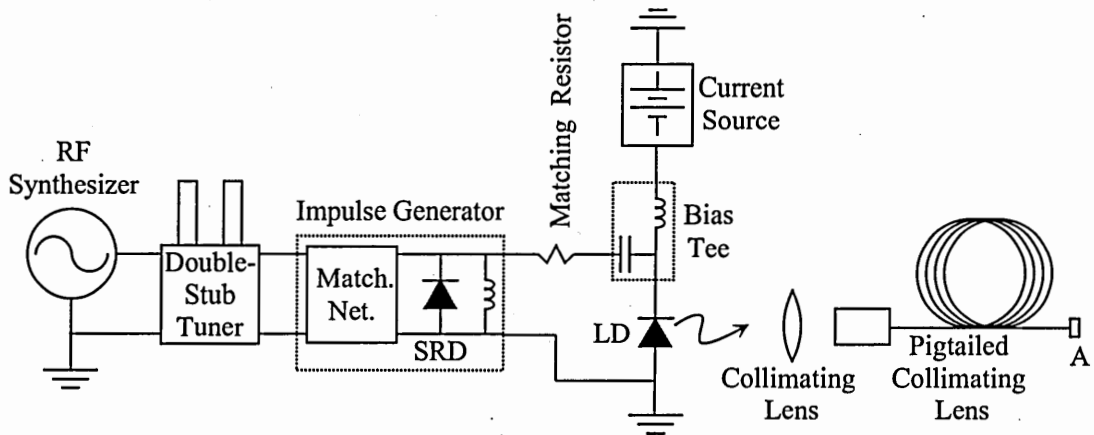 RF
Synthesizer
Double-
Stub
Tuner
Impulse Generator
Match.
Net.
SRD
Matching Resistor
Current
Source
Bias
Tee
LD
Collimating
Lens
Pigtailed
Collimating
Lens
A